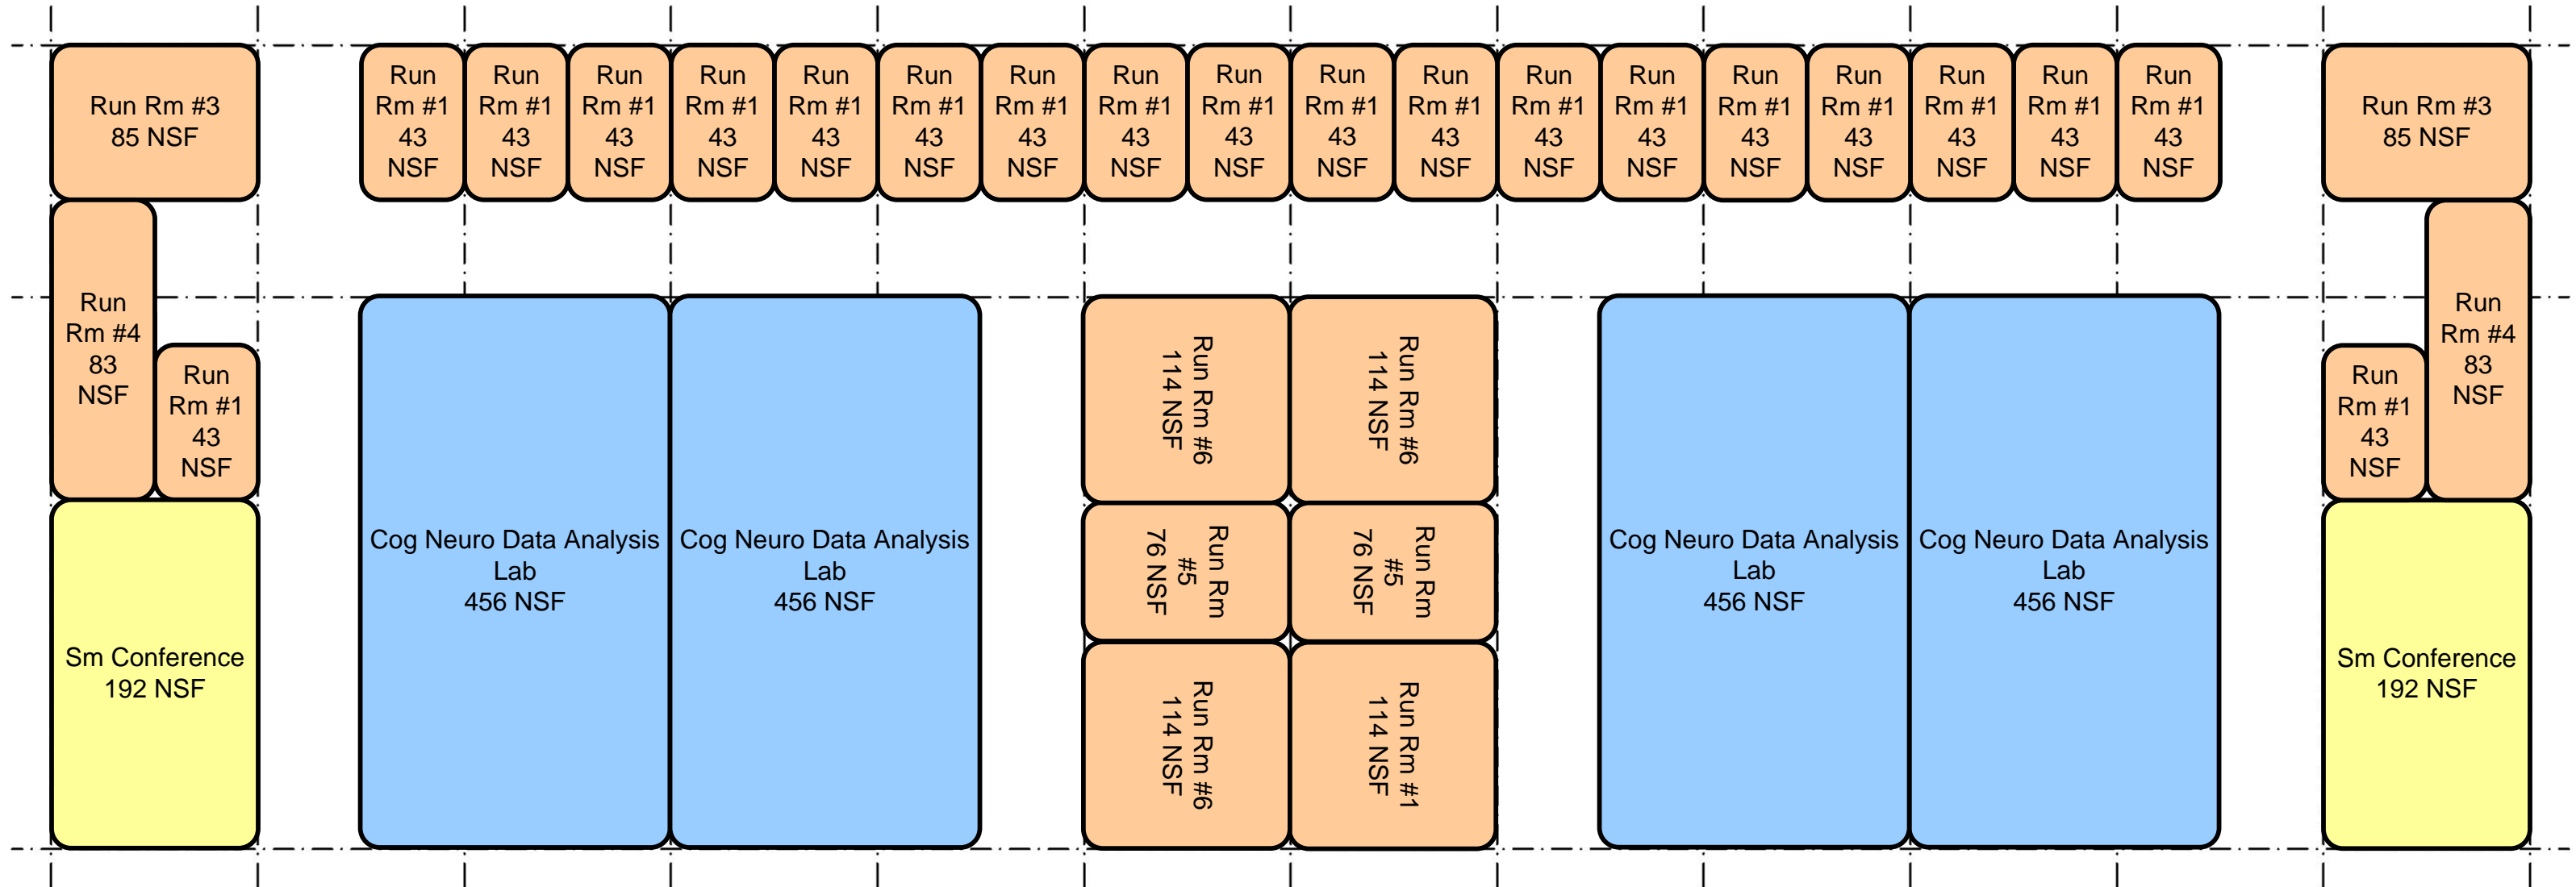 Run Rm #3
85 NSF
Run
Rm #1
43
NSF
Run
Rm #1
43
NSF
Run
Rm #1
43
NSF
Run
Rm #1
43
NSF
Run
Rm #1
43
NSF
Run
Rm #1
43
NSF
Run
Rm #1
43
NSF
Run
Rm #1
43
NSF
Run
Rm #1
43
NSF
Run
Rm #1
43
NSF
Run
Rm #1
43
NSF
Run
Rm #1
43
NSF
Run
Rm #1
43
NSF
Run
Rm #1
43
NSF
Run
Rm #1
43
NSF
Run
Rm #1
43
NSF
Run
Rm #1
43
NSF
Run
Rm #1
43
NSF
Run Rm #3
85 NSF
Run
Rm #4
83
NSF
Run
Rm #1
43
NSF
Sm Conference
192 NSF
Cog Neuro Data Analysis
Lab
456 NSF
Cog Neuro Data Analysis
Lab
456 NSF
Run Rm #6
114 NSF
Run Rm #6
114 NSF
Run Rm
#5
76 NSF
Run Rm
#5
76 NSF
Run Rm #6
114 NSF
Run Rm #1
114 NSF
Cog Neuro Data Analysis
Lab
456 NSF
Cog Neuro Data Analysis
Lab
456 NSF
Run
Rm #1
43
NSF
Run
Rm #4
83
NSF
Sm Conference
192 NSF